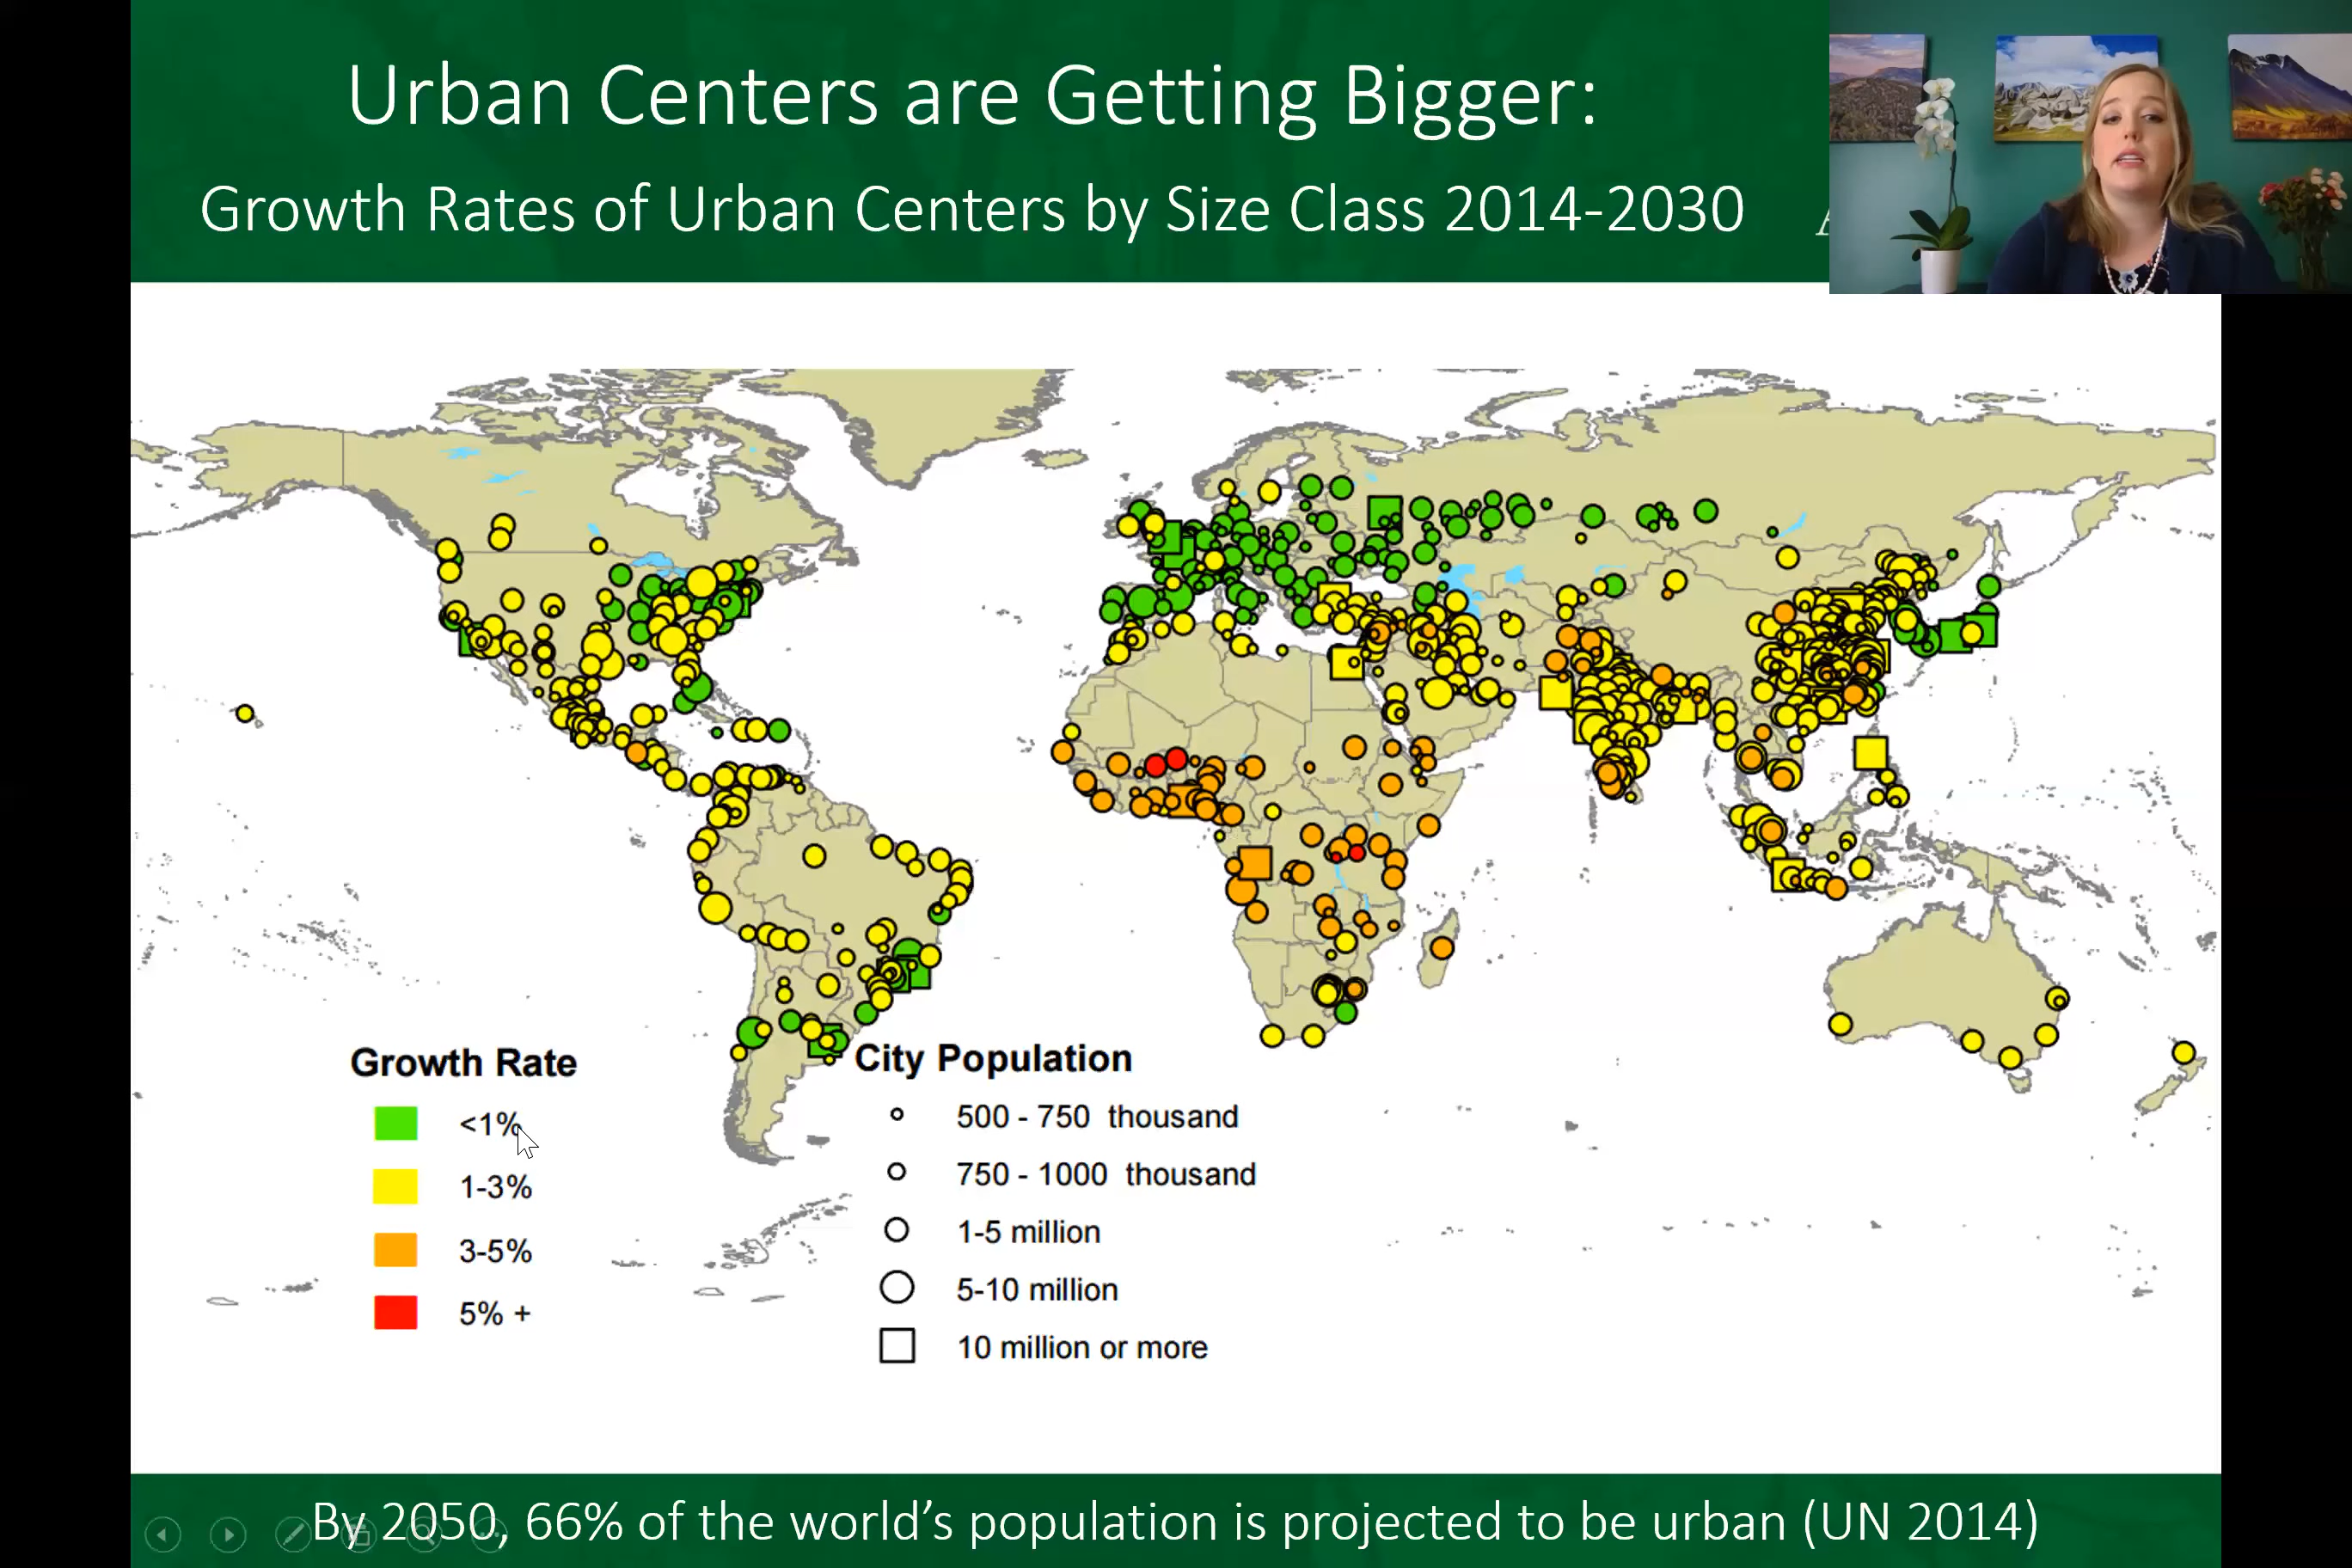 Urban Centers are Getting Bigger:
Growth Rates of Urban Centers by Size Class 2014-2030
Growth Rate
<1%
1-3%
3-5%
5% +
City Population
500 - 750 thousand
750 - 1000 thousand
1-5 million
5-10 million
10 million or more
By 2050, 66% of the world's population is projected to be urban (UN 2014)